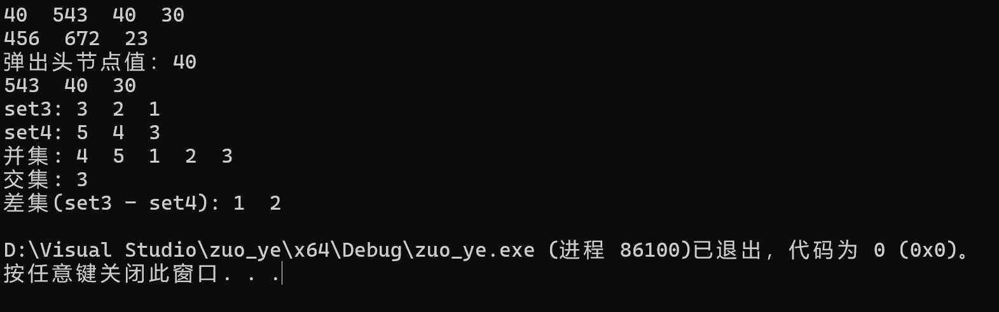 40  543  40  30
456  672  23
弹出头节点值: 40
543  40  30
set3: 3  2  1
set4: 5  4  3
并集: 4  5  1  2  3
交集: 3
差集(set3 - set4): 1  2
D:\Visual Studio\zuo_ye\x64\Debug\zuo_ye.exe (进程 86100)已退出，代码为 0 (0x0)。
按任意键关闭此窗口. . .